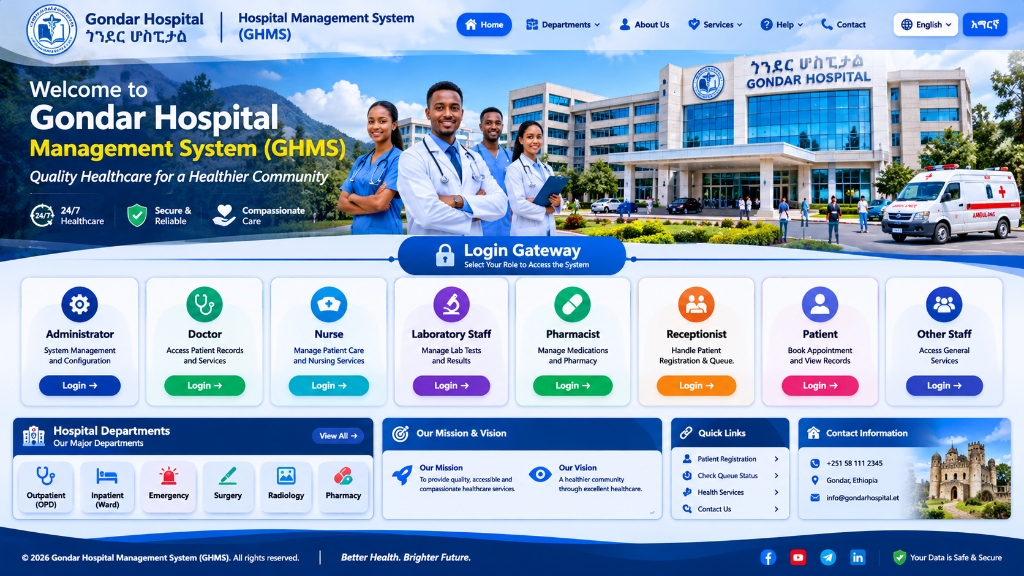 Gondar Hospital
ጎንደር ሆስፒታል
Hospital Management System
(GHMS)
Home
Departments
About Us
Services
Help
Contact
English
አማርኛ
Welcome to
Gondar Hospital
Management System (GHMS)
Quality Healthcare for a Healthier Community
24/7
24/7
Healthcare
Secure &
Reliable
Compassionate
Care
ጎንደር ሆስፒታል
GONDAR HOSPITAL
AMBULANCE
Login Gateway
Select Your Role to Access the System
Administrator
System Management
and Configuration
Login →
Doctor
Access Patient Records
and Services
Login →
Nurse
Manage Patient Care
and Nursing Services
Login →
Laboratory Staff
Manage Lab Tests
and Results
Login →
Pharmacist
Manage Medications
and Pharmacy
Login →
Receptionist
Handle Patient
Registration & Queue.
Login →
Patient
Book Appointment
and View Records
Login →
Other Staff
Access General
Services
Login →
Hospital Departments
Our Major Departments
View All →
Outpatient
(OPD)
Inpatient
(Ward)
Emergency
Surgery
Radiology
Pharmacy
Our Mission & Vision
Our Mission
To provide quality, accessible and
compassionate healthcare services.
Our Vision
A healthier community
through excellent healthcare.
Quick Links
Patient Registration
Check Queue Status
Health Services
Contact Us
Contact Information
+251 58 111 2345
Gondar, Ethiopia
info@gondarhospital.et
© 2026 Gondar Hospital Management System (GHMS). All rights reserved.
Better Health. Brighter Future.
Your Data is Safe & Secure